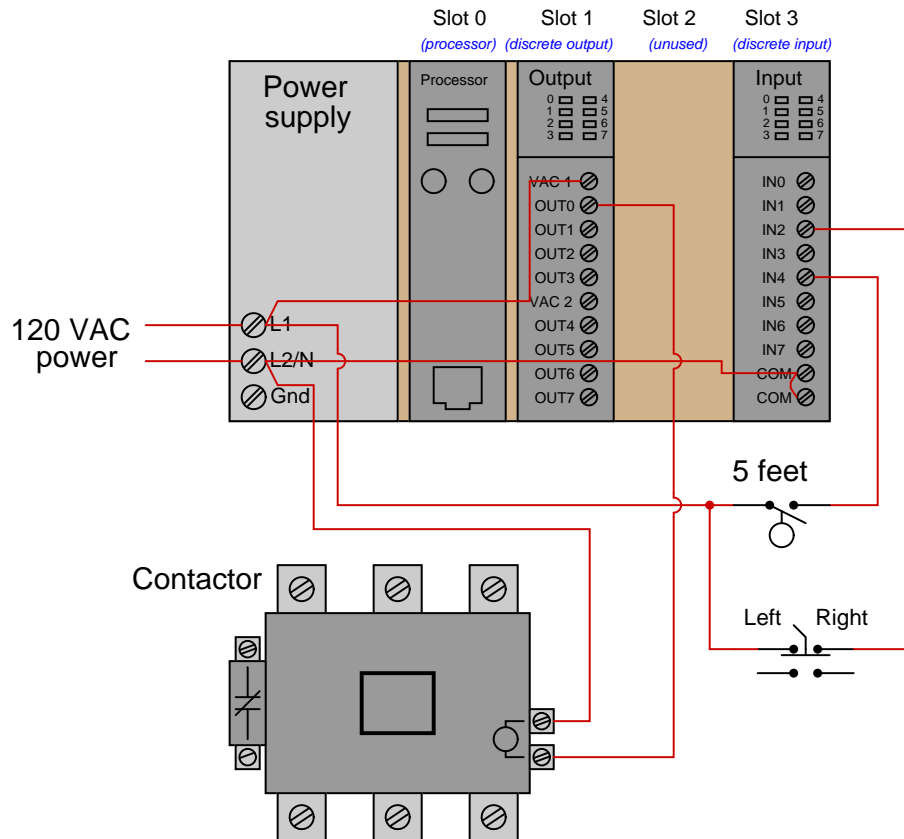 Slot 0 Slot 1 Slot 2 Slot 3
(processor) (discrete output) (unused) (discrete input)
Power
supply
Processor
Output
0 4
1 5
2 6
3 7
Input
0 4
1 5
2 6
3 7
VAC 1
OUT0
OUT1
OUT2
OUT3
VAC 2
OUT4
OUT5
OUT6
OUT7
IN0
IN1
IN2
IN3
IN4
IN5
IN6
IN7
COM
COM
120 VAC
power
L1
L2/N
Gnd
5 feet
Contactor
Left Right